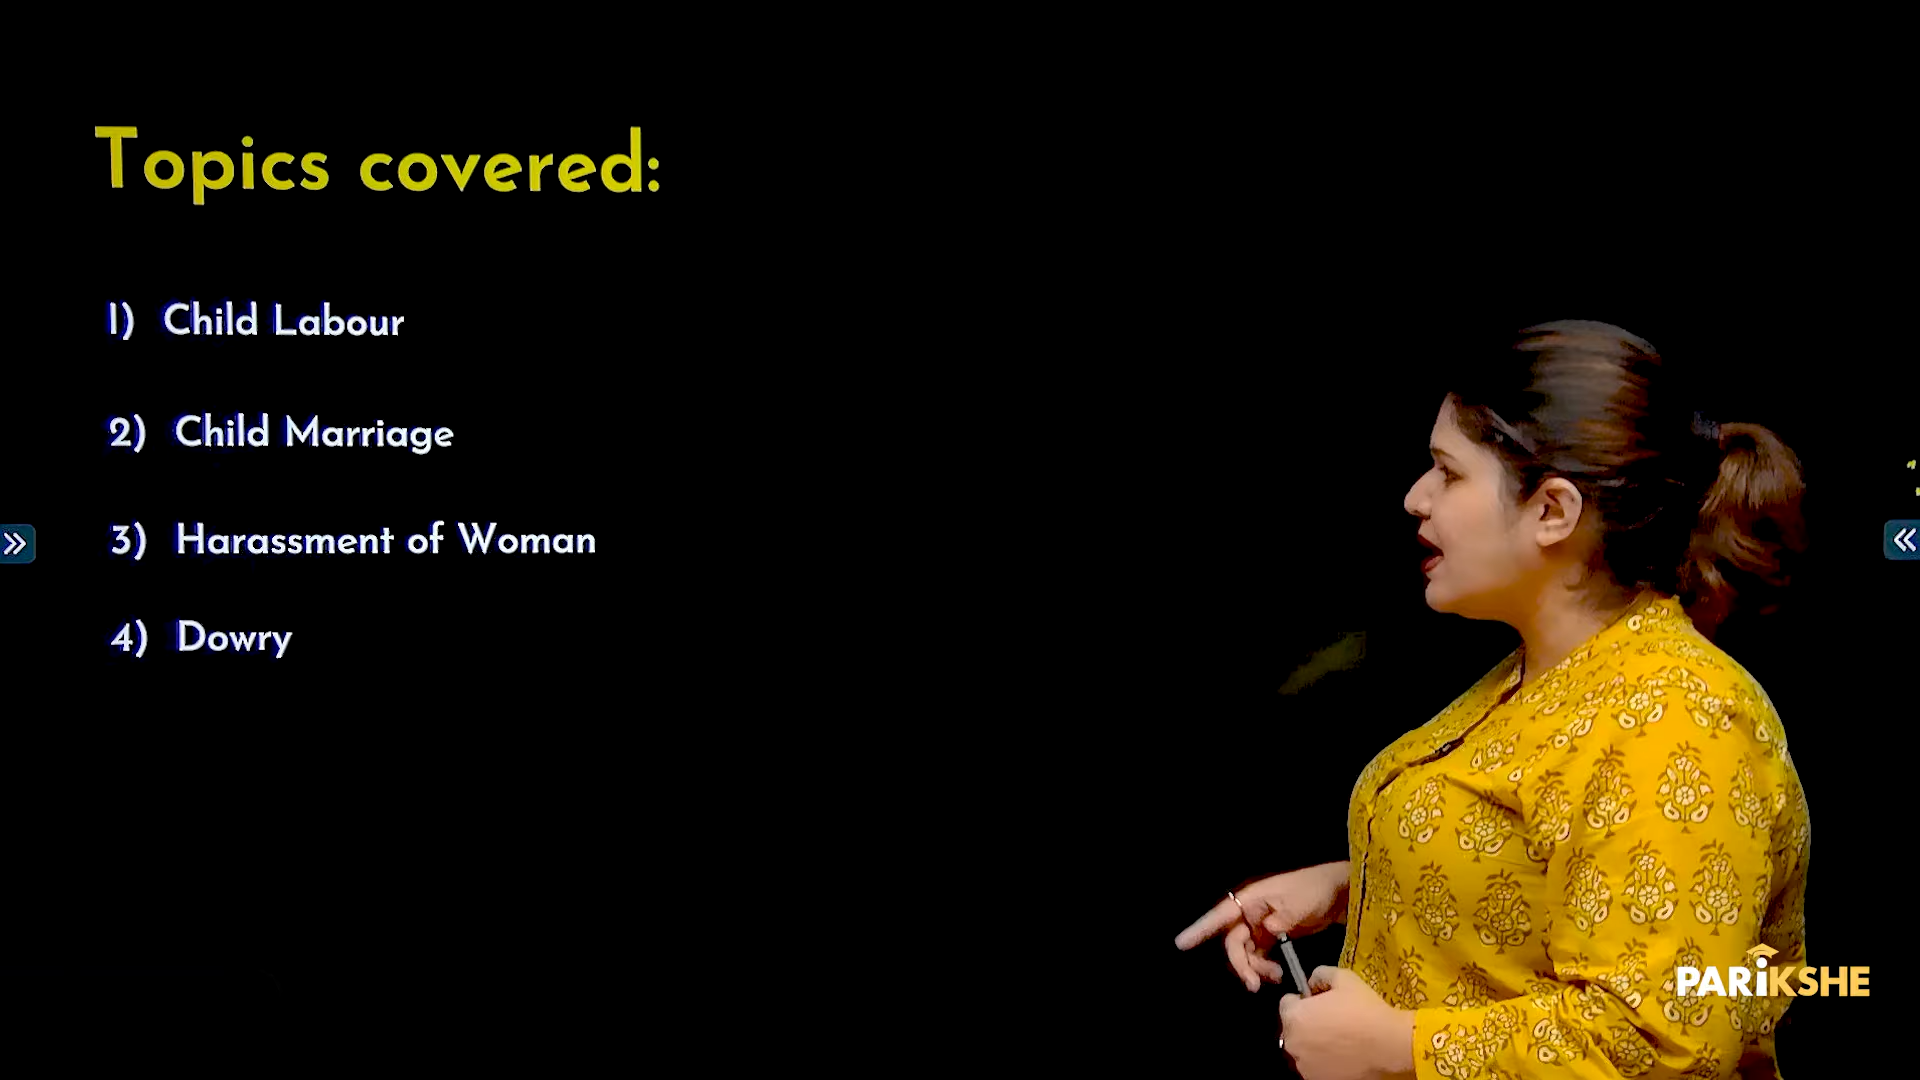 Topics covered:
1) Child Labour
2) Child Marriage
3) Harassment of Woman
4) Dowry
PARiKSHE